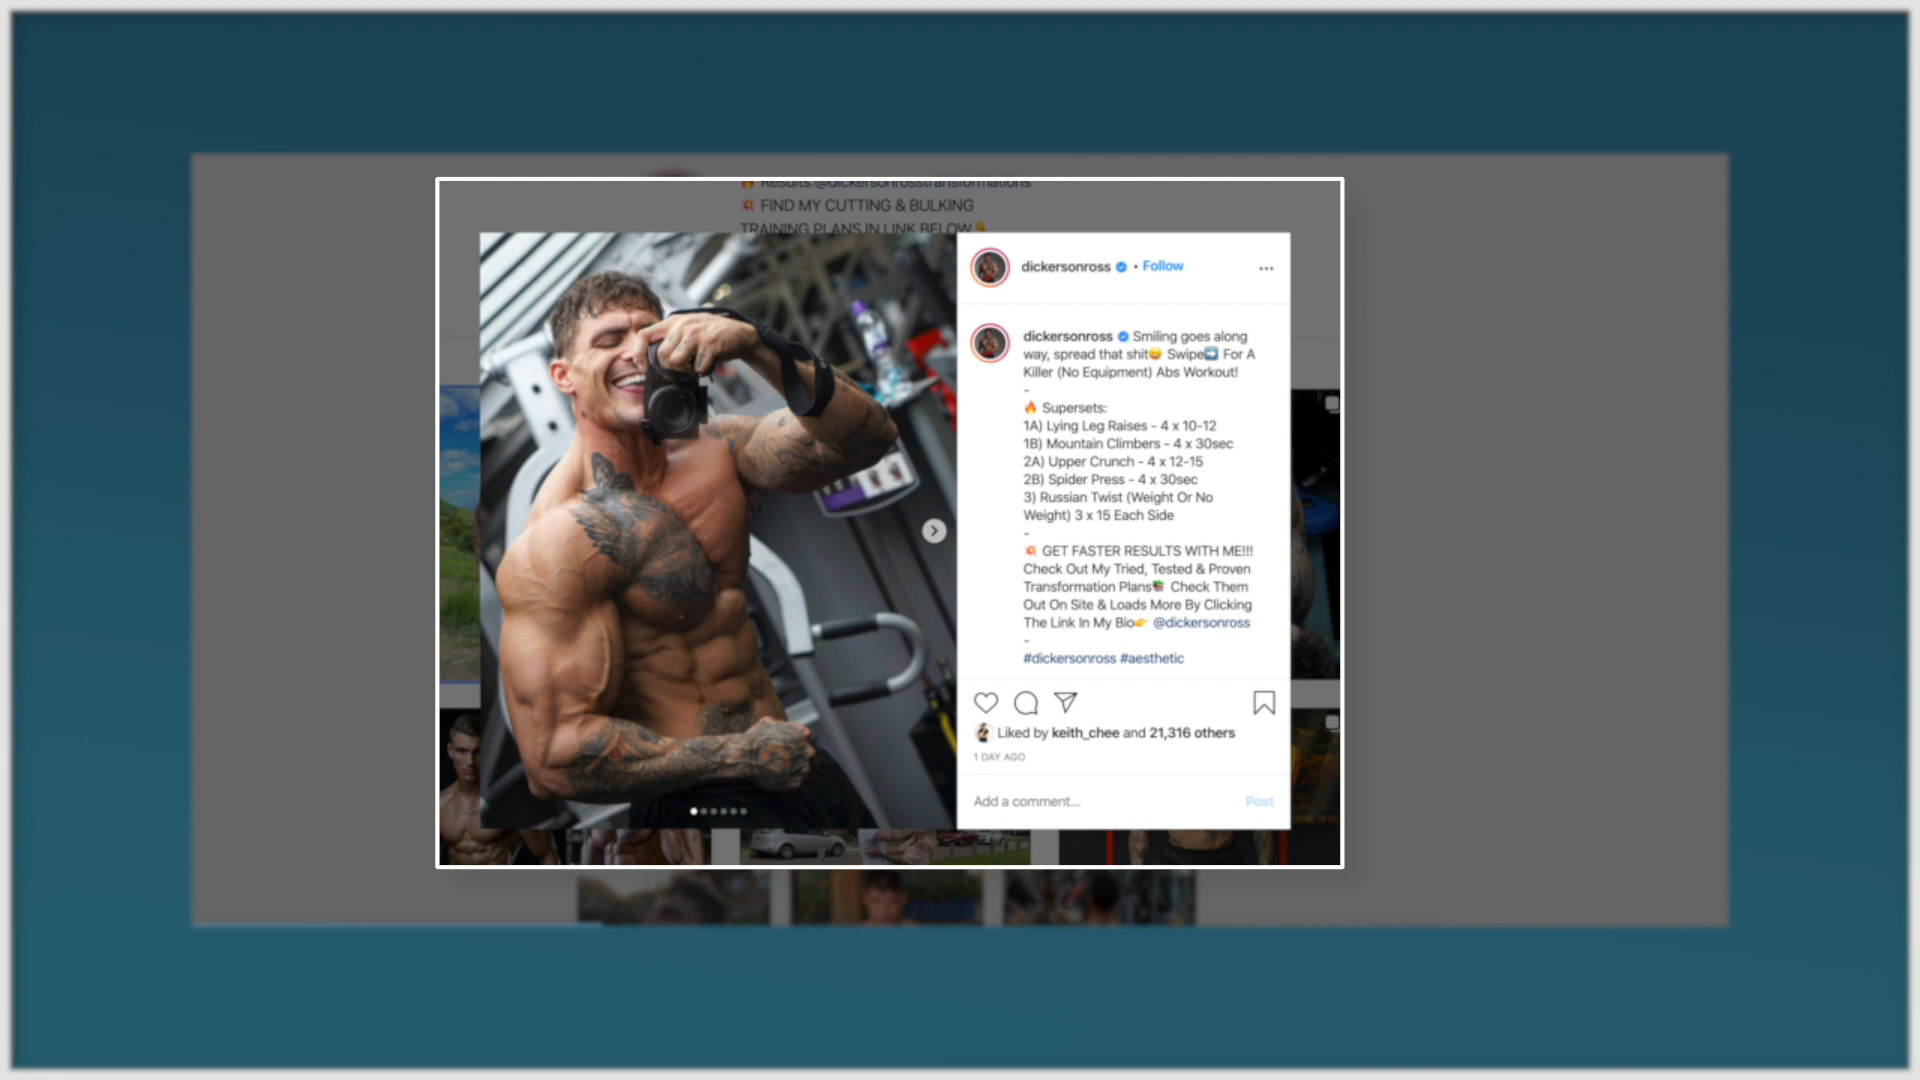 Results:@dickersonrosstransformations
💥 FIND MY CUTTING & BULKING
TRAINING PLANS IN LINK BELOW👇
dickersonross • Follow
dickersonross Smiling goes along
way, spread that shit😄 Swipe➡️ For A
Killer (No Equipment) Abs Workout!
-
🔥 Supersets:
1A) Lying Leg Raises - 4 x 10-12
1B) Mountain Climbers - 4 x 30sec
2A) Upper Crunch - 4 x 12-15
2B) Spider Press - 4 x 30sec
3) Russian Twist (Weight Or No
Weight) 3 x 15 Each Side
-
💥 GET FASTER RESULTS WITH ME!!!
Check Out My Tried, Tested & Proven
Transformation Plans📚 Check Them
Out On Site & Loads More By Clicking
The Link In My Bio👉 @dickersonross
-
#dickersonross #aesthetic
Liked by keith_chee and 21,316 others
1 DAY AGO
Add a comment...
Post